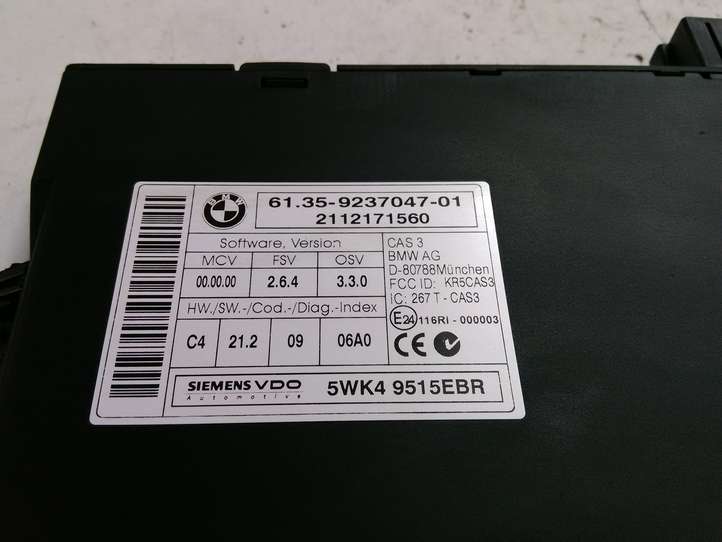 BMW
61.35-9237047-01
2112171560
Software, Version
MCV FSV OSV
00.00.00 2.6.4 3.3.0
HW./SW.-/Cod.-/Diag.-Index
C4 21.2 09 06A0
CAS 3
BMW AG
D-80788München
FCC ID: KR5CAS3
IC: 267 T - CAS3
E24 116RI - 000003
CE N
SIEMENS VDO
Automotive
5WK4 9515EBR